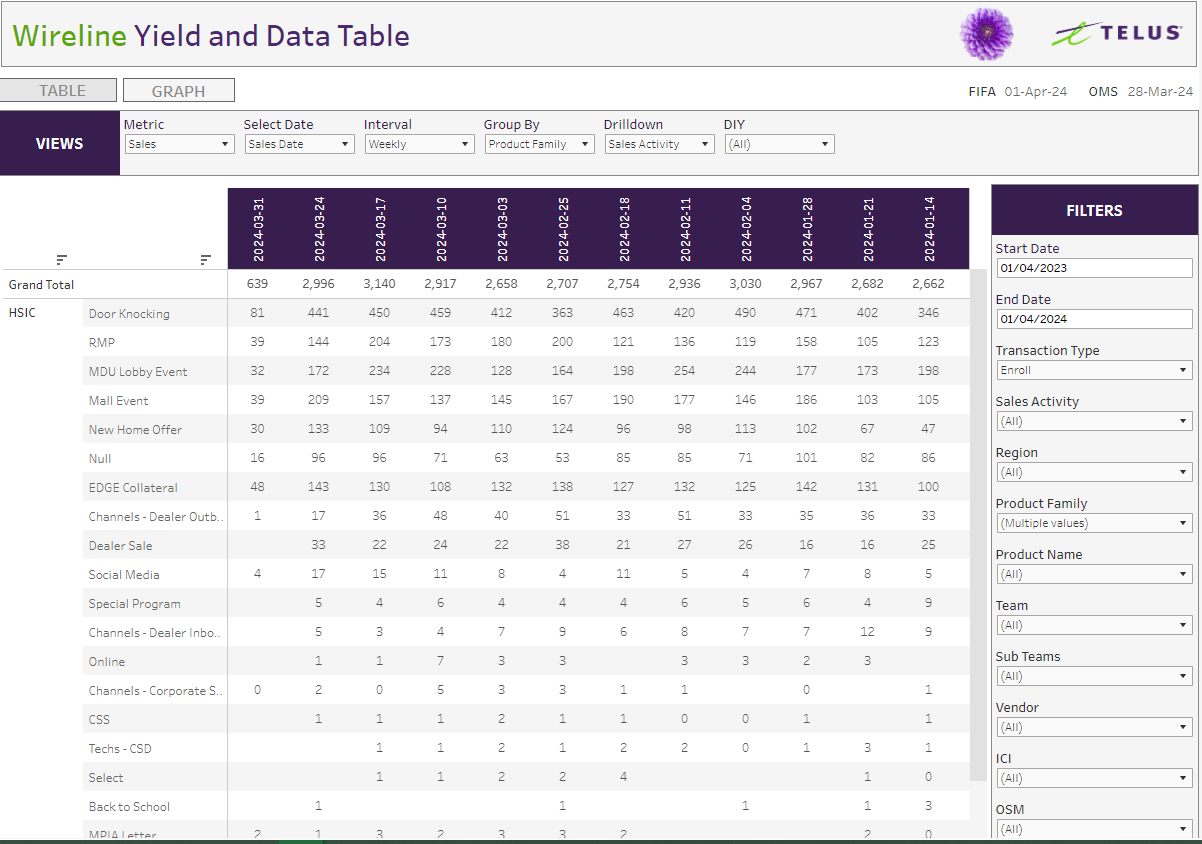 Wireline Yield and Data Table
TELUS
TABLE GRAPH
FIFA 01-Apr-24 OMS 28-Mar-24
VIEWS
Metric Select Date Interval Group By Drilldown DIY
Sales Sales Date Weekly Product Family Sales Activity (All)
2024-03-31 2024-03-24 2024-03-17 2024-03-10 2024-03-03 2024-02-25 2024-02-18 2024-02-11 2024-02-04 2024-01-28 2024-01-21 2024-01-14
Grand Total 639 2,996 3,140 2,917 2,658 2,707 2,754 2,936 3,030 2,967 2,682 2,662
HSIC Door Knocking 81 441 450 459 412 363 463 420 490 471 402 346
RMP 39 144 204 173 180 200 121 136 119 158 105 123
MDU Lobby Event 32 172 234 228 128 164 198 254 244 177 173 198
Mall Event 39 209 157 137 145 167 190 177 146 186 103 105
New Home Offer 30 133 109 94 110 124 96 98 113 102 67 47
Null 16 96 96 71 63 53 85 85 71 101 82 86
EDGE Collateral 48 143 130 108 132 138 127 132 125 142 131 100
Channels - Dealer Outb.. 1 17 36 48 40 51 33 51 33 35 36 33
Dealer Sale 33 22 24 22 38 21 27 26 16 16 25
Social Media 4 17 15 11 8 4 11 5 4 7 8 5
Special Program 5 4 6 4 4 4 6 5 6 4 9
Channels - Dealer Inbo.. 5 3 4 7 9 6 8 7 7 12 9
Online 1 1 7 3 3 3 3 2 3
Channels - Corporate S.. 0 2 0 5 3 3 1 1 0 1
CSS 1 1 1 2 1 1 0 0 1 1
Techs - CSD 1 1 2 1 2 2 0 1 3 1
Select 1 1 2 2 4 1 0
Back to School 1 1 1 1 3
MPIA Letter 2 1 3 2 3 3 2 2 0
FILTERS
Start Date
01/04/2023
End Date
01/04/2024
Transaction Type
Enroll
Sales Activity
(All)
Region
(All)
Product Family
(Multiple values)
Product Name
(All)
Team
(All)
Sub Teams
(All)
Vendor
(All)
ICI
(All)
OSM
(All)